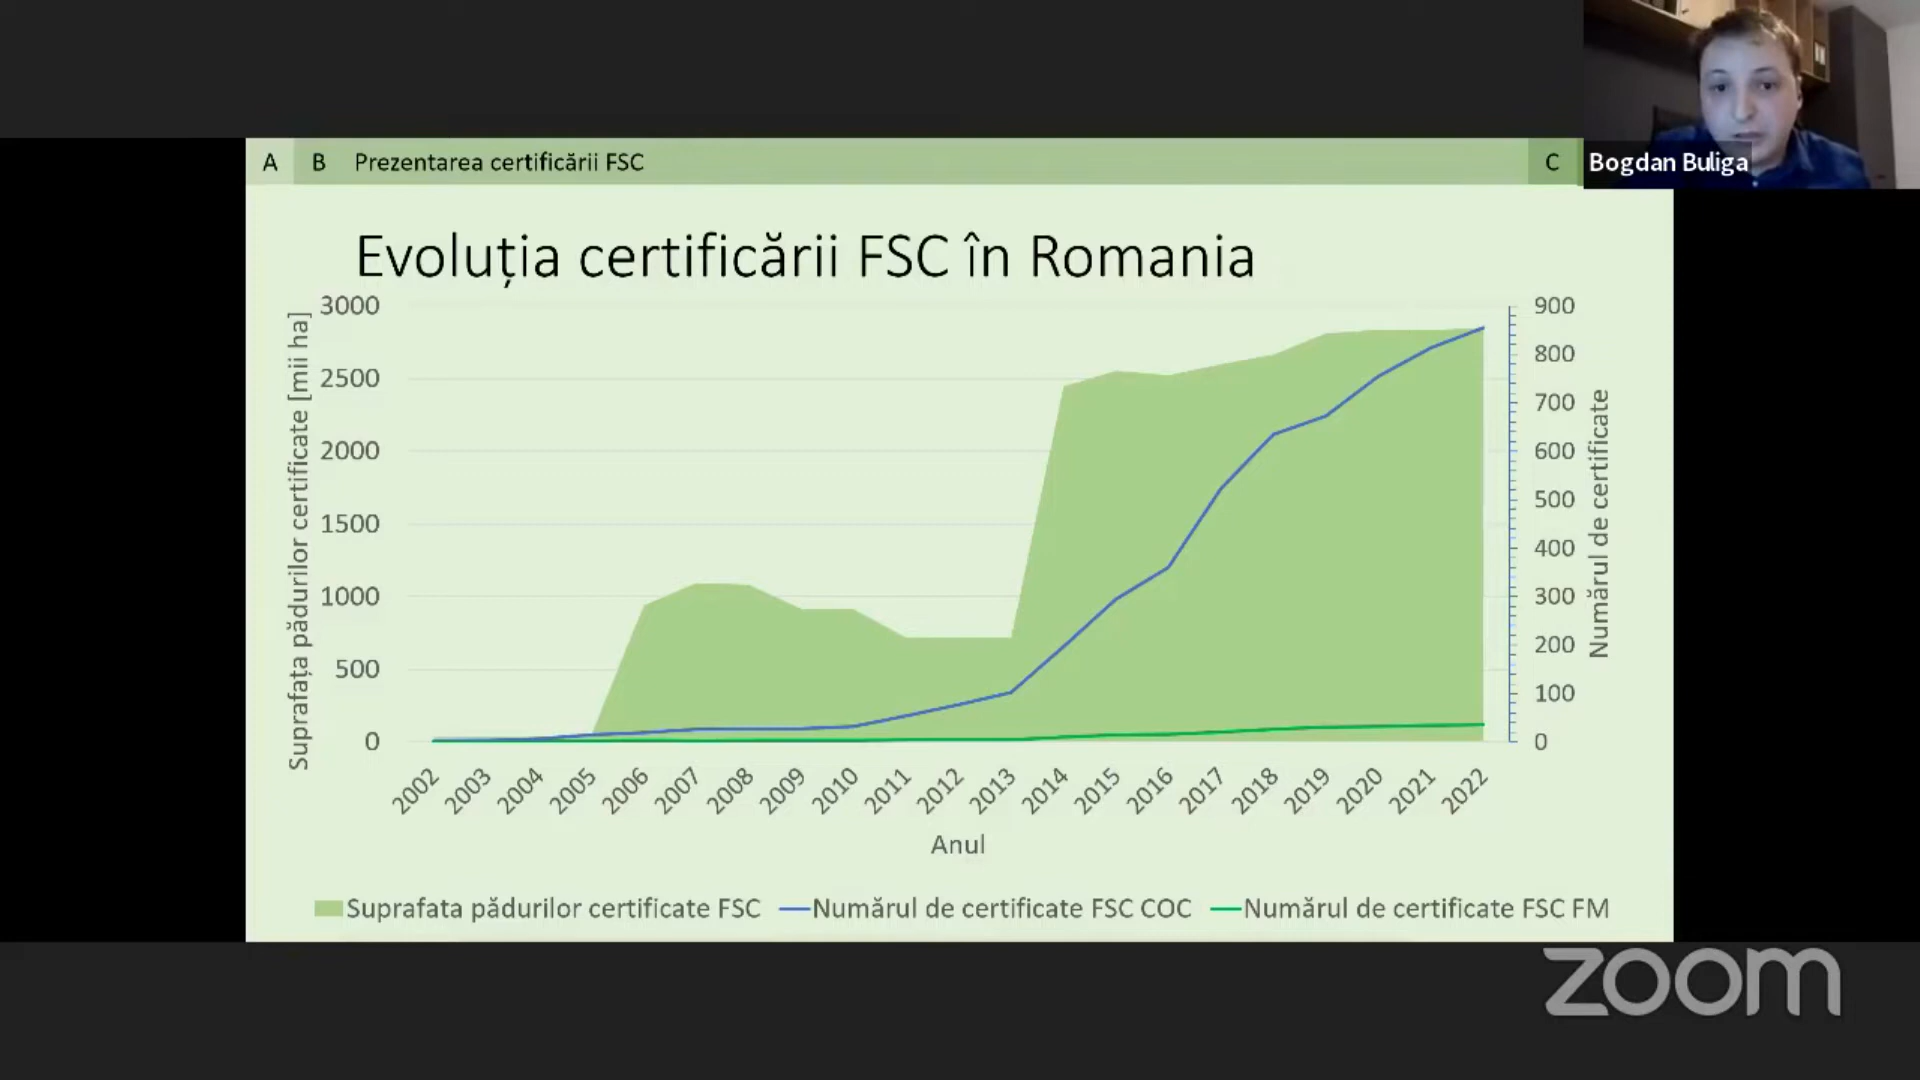 A B Prezentarea certificării FSC C
Bogdan Buliga
Evoluția certificării FSC în Romania
Suprafața pădurilor certificate [mii ha]
3000
2500
2000
1500
1000
500
0
900
800
700
600
500
400
300
200
100
0
Numărul de certificate
2002 2003 2004 2005 2006 2007 2008 2009 2010 2011 2012 2013 2014 2015 2016 2017 2018 2019 2020 2021 2022
Anul
Suprafata pădurilor certificate FSC Numărul de certificate FSC COC Numărul de certificate FSC FM
zoom